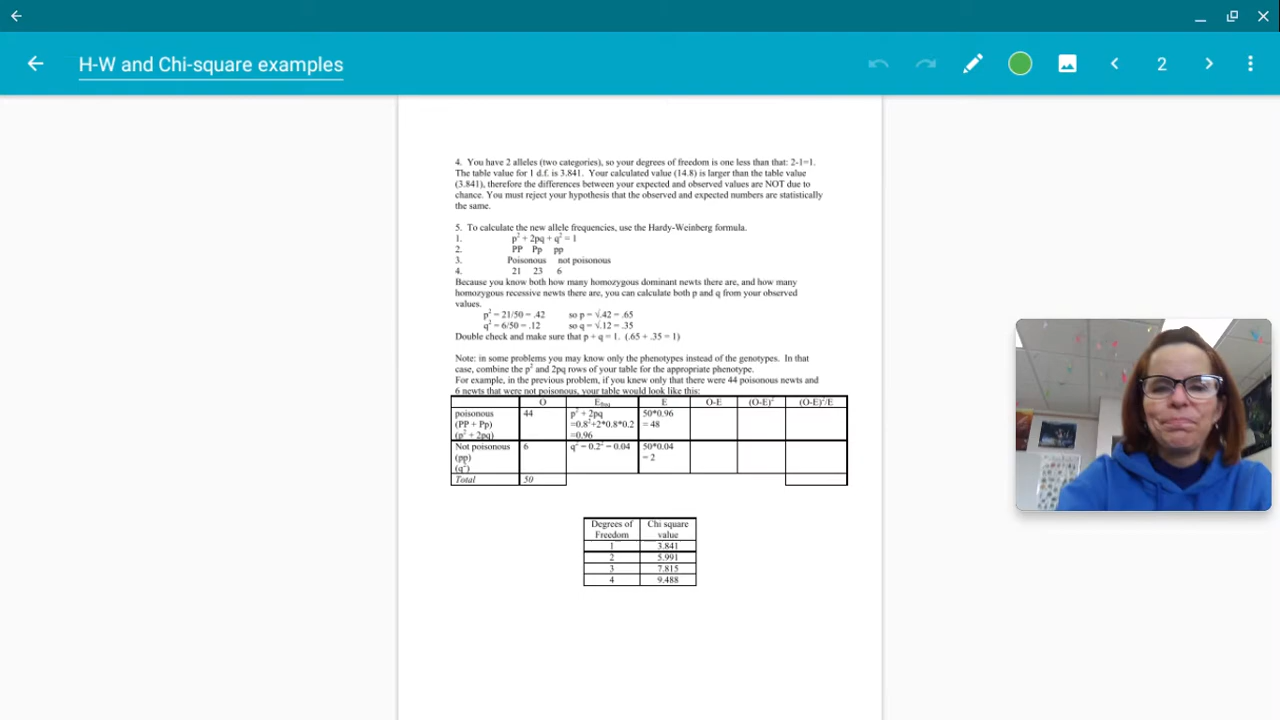 H-W and Chi-square examples
2
4. You have 2 alleles (two categories), so your degrees of freedom is one less than that: 2-1=1.
The table value for 1 d.f. is 3.841. Your calculated value (14.8) is larger than the table value
(3.841), therefore the differences between your expected and observed values are NOT due to
chance. You must reject your hypothesis that the observed and expected numbers are statistically
the same.
5. To calculate the new allele frequencies, use the Hardy-Weinberg formula.
1. p² + 2pq + q² = 1
2. PP Pp pp
3. Poisonous not poisonous
4. 21 23 6
Because you know both how many homozygous dominant newts there are, and how many
homozygous recessive newts there are, you can calculate both p and q from your observed
values.
p² = 21/50 = .42 so p = √.42 = .65
q² = 6/50 = .12 so q = √.12 = .35
Double check and make sure that p + q = 1. (.65 + .35 = 1)
Note: in some problems you may know only the phenotypes instead of the genotypes. In that
case, combine the p² and 2pq rows of your table for the appropriate phenotype.
For example, in the previous problem, if you knew only that there were 44 poisonous newts and
6 newts that were not poisonous, your table would look like this:
O E_freq E O-E (O-E)² (O-E)²/E
poisonous 44 p² + 2pq 50*0.96
(PP + Pp) =0.8²+2*0.8*0.2 = 48
(p² + 2pq) =0.96
Not poisonous 6 q² = 0.2² = 0.04 50*0.04
(pp) = 2
(q²)
Total 50
Degrees of Chi square
Freedom value
1 3.841
2 5.991
3 7.815
4 9.488